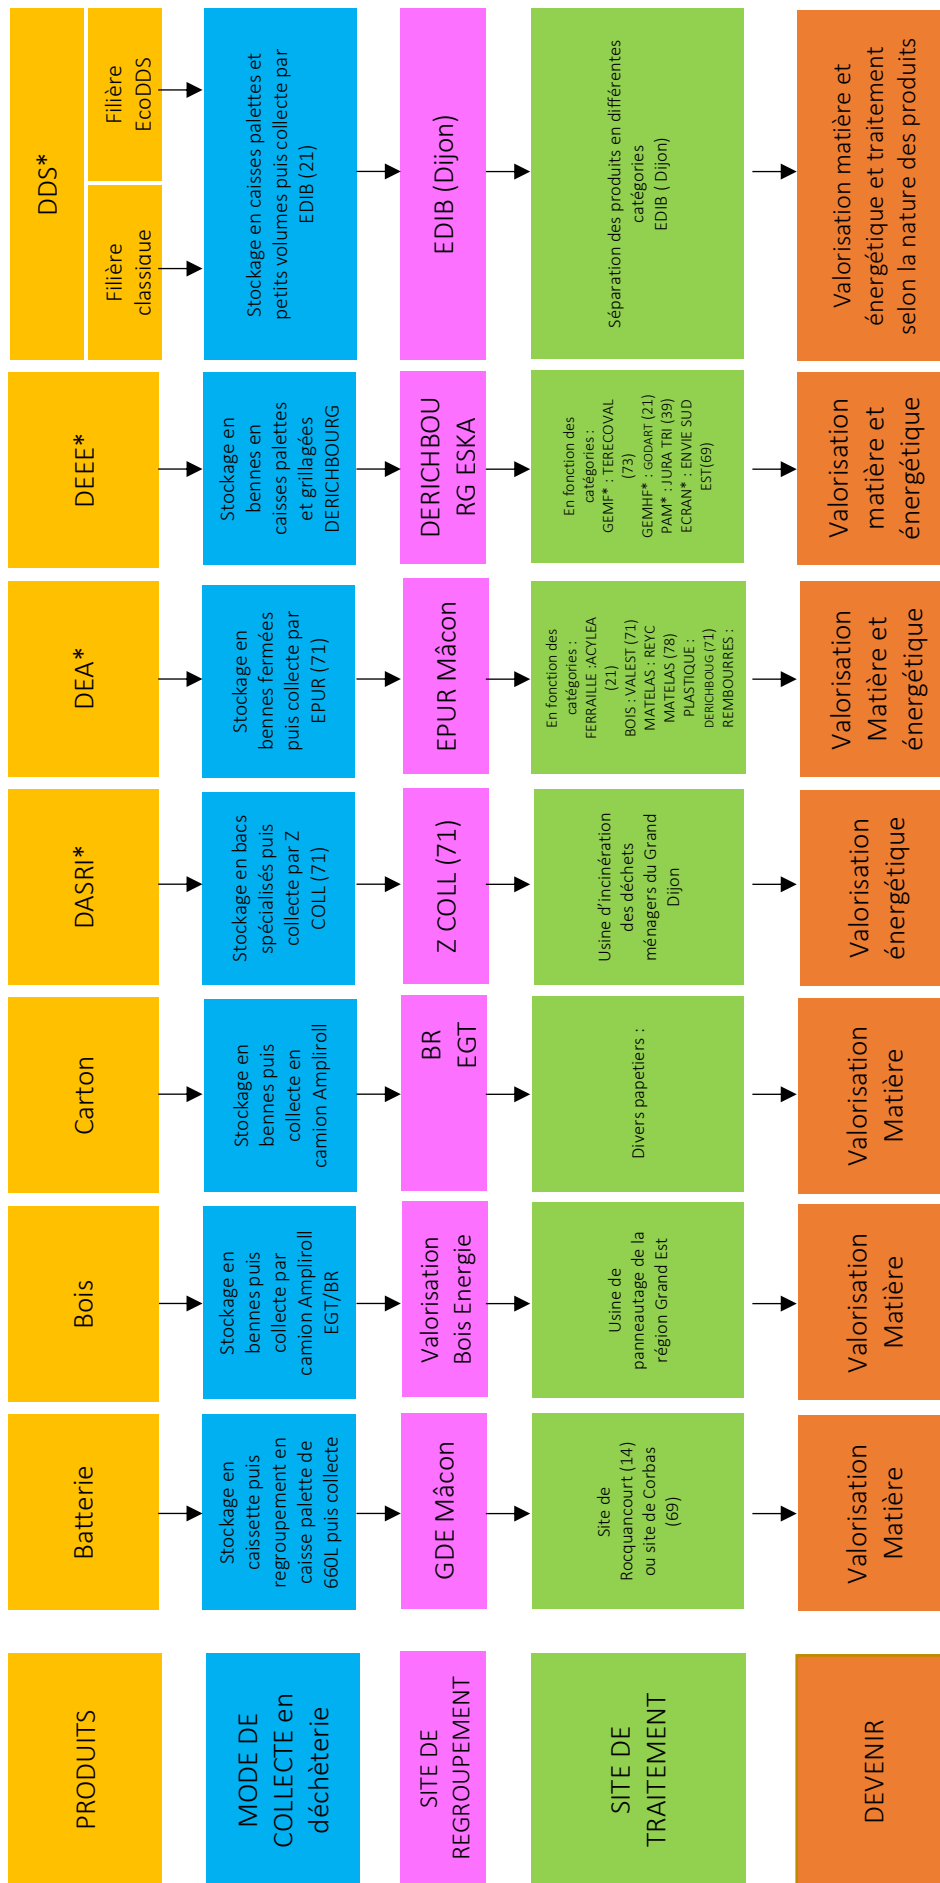 PRODUITS
Batterie
Bois
Carton
DASRI*
DEA*
DEEE*
DDS*
Filière
classique
Filière
EcoDDS
MODE DE
COLLECTE en
déchèterie
Stockage en
caissette puis
regroupement en
caisse palette de
660L puis collecte
Stockage en
bennes puis
collecte par
camion Ampliroll
EGT/BR
Stockage en
bennes puis
collecte en
camion Ampliroll
Stockage en bacs
spécialisés puis
collecte par Z
COLL (71)
Stockage en
bennes fermées
puis collecte par
EPUR (71)
Stockage en
bennes en
caisses palettes
et grillagées
DERICHBOURG
Stockage en caisses palettes et
petits volumes puis collecte par
EDIB (21)
SITE DE
REGROUPEMENT
GDE Mâcon
Valorisation
Bois Energie
BR
EGT
Z COLL (71)
EPUR Mâcon
DERICHBOU
RG ESKA
EDIB (Dijon)
SITE DE
TRAITEMENT
Site de
Rocquancourt (14)
ou site de Corbas
(69)
Usine de
panneautage de la
région Grand Est
Divers papetiers :
Usine d'incinération
des déchets
ménagers du Grand
Dijon
En fonction des
catégories :
FERRAILLE :ACYLEA
(21)
BOIS : VALEST (71)
MATELAS : REYC
MATELAS (78)
PLASTIQUE :
DERICHBOUG (71)
REMBOURRES :
En fonction des
catégories :
GEMF* : TERECOVAL
(73)
GEMHF* : GODART (21)
PAM* : JURA TRI (39)
ECRAN* : ENVIE SUD
EST(69)
Séparation des produits en différentes
catégories
EDIB ( Dijon)
DEVENIR
Valorisation
Matière
Valorisation
Matière
Valorisation
Matière
Valorisation
énergétique
Valorisation
Matière et
énergétique
Valorisation
matière et
énergétique
Valorisation matière et
énergétique et traitement
selon la nature des produits